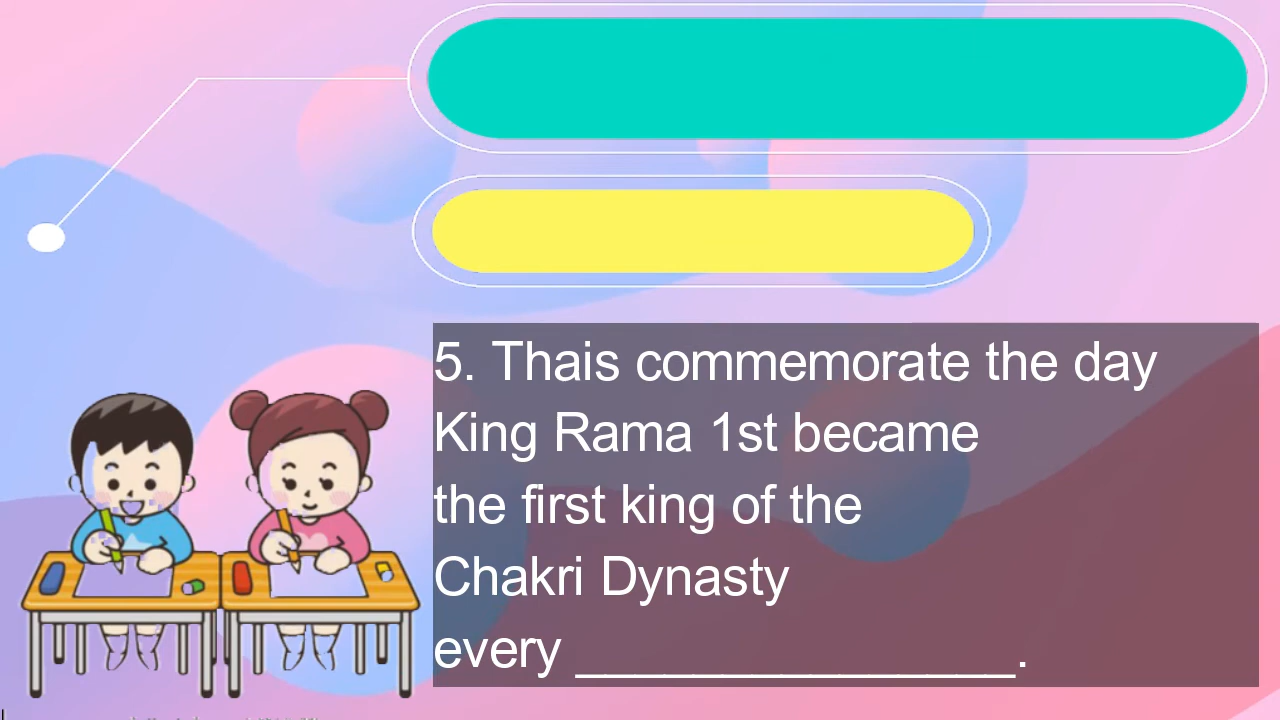 5. Thais commemorate the day
King Rama 1st became
the first king of the
Chakri Dynasty
every _______________.